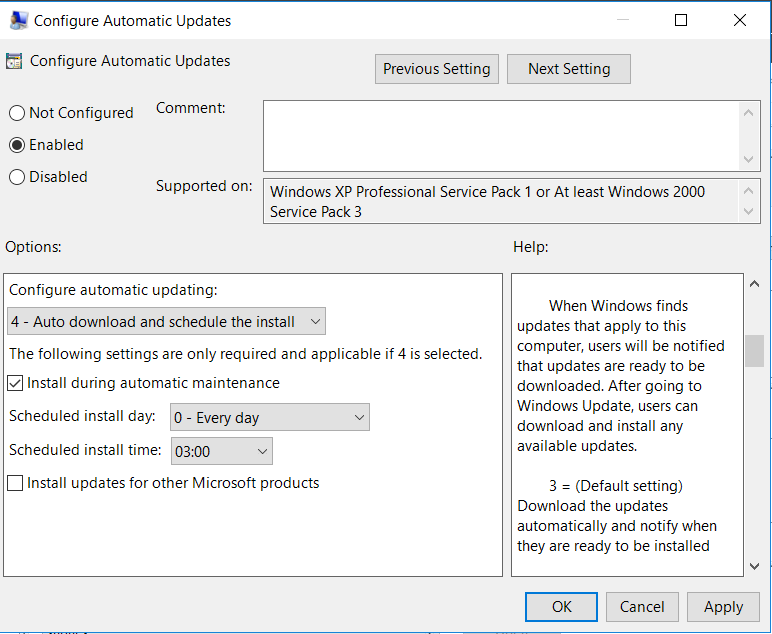 Configure Automatic Updates
Configure Automatic Updates
Previous Setting
Next Setting
Not Configured
Enabled
Disabled
Comment:
Supported on:
Windows XP Professional Service Pack 1 or At least Windows 2000
Service Pack 3
Options:
Configure automatic updating:
4 - Auto download and schedule the install
The following settings are only required and applicable if 4 is selected.
Install during automatic maintenance
Scheduled install day:
0 - Every day
Scheduled install time:
03:00
Install updates for other Microsoft products
Help:
When Windows finds
updates that apply to this
computer, users will be notified
that updates are ready to be
downloaded. After going to
Windows Update, users can
download and install any
available updates.
3 = (Default setting)
Download the updates
automatically and notify when
they are ready to be installed
OK
Cancel
Apply